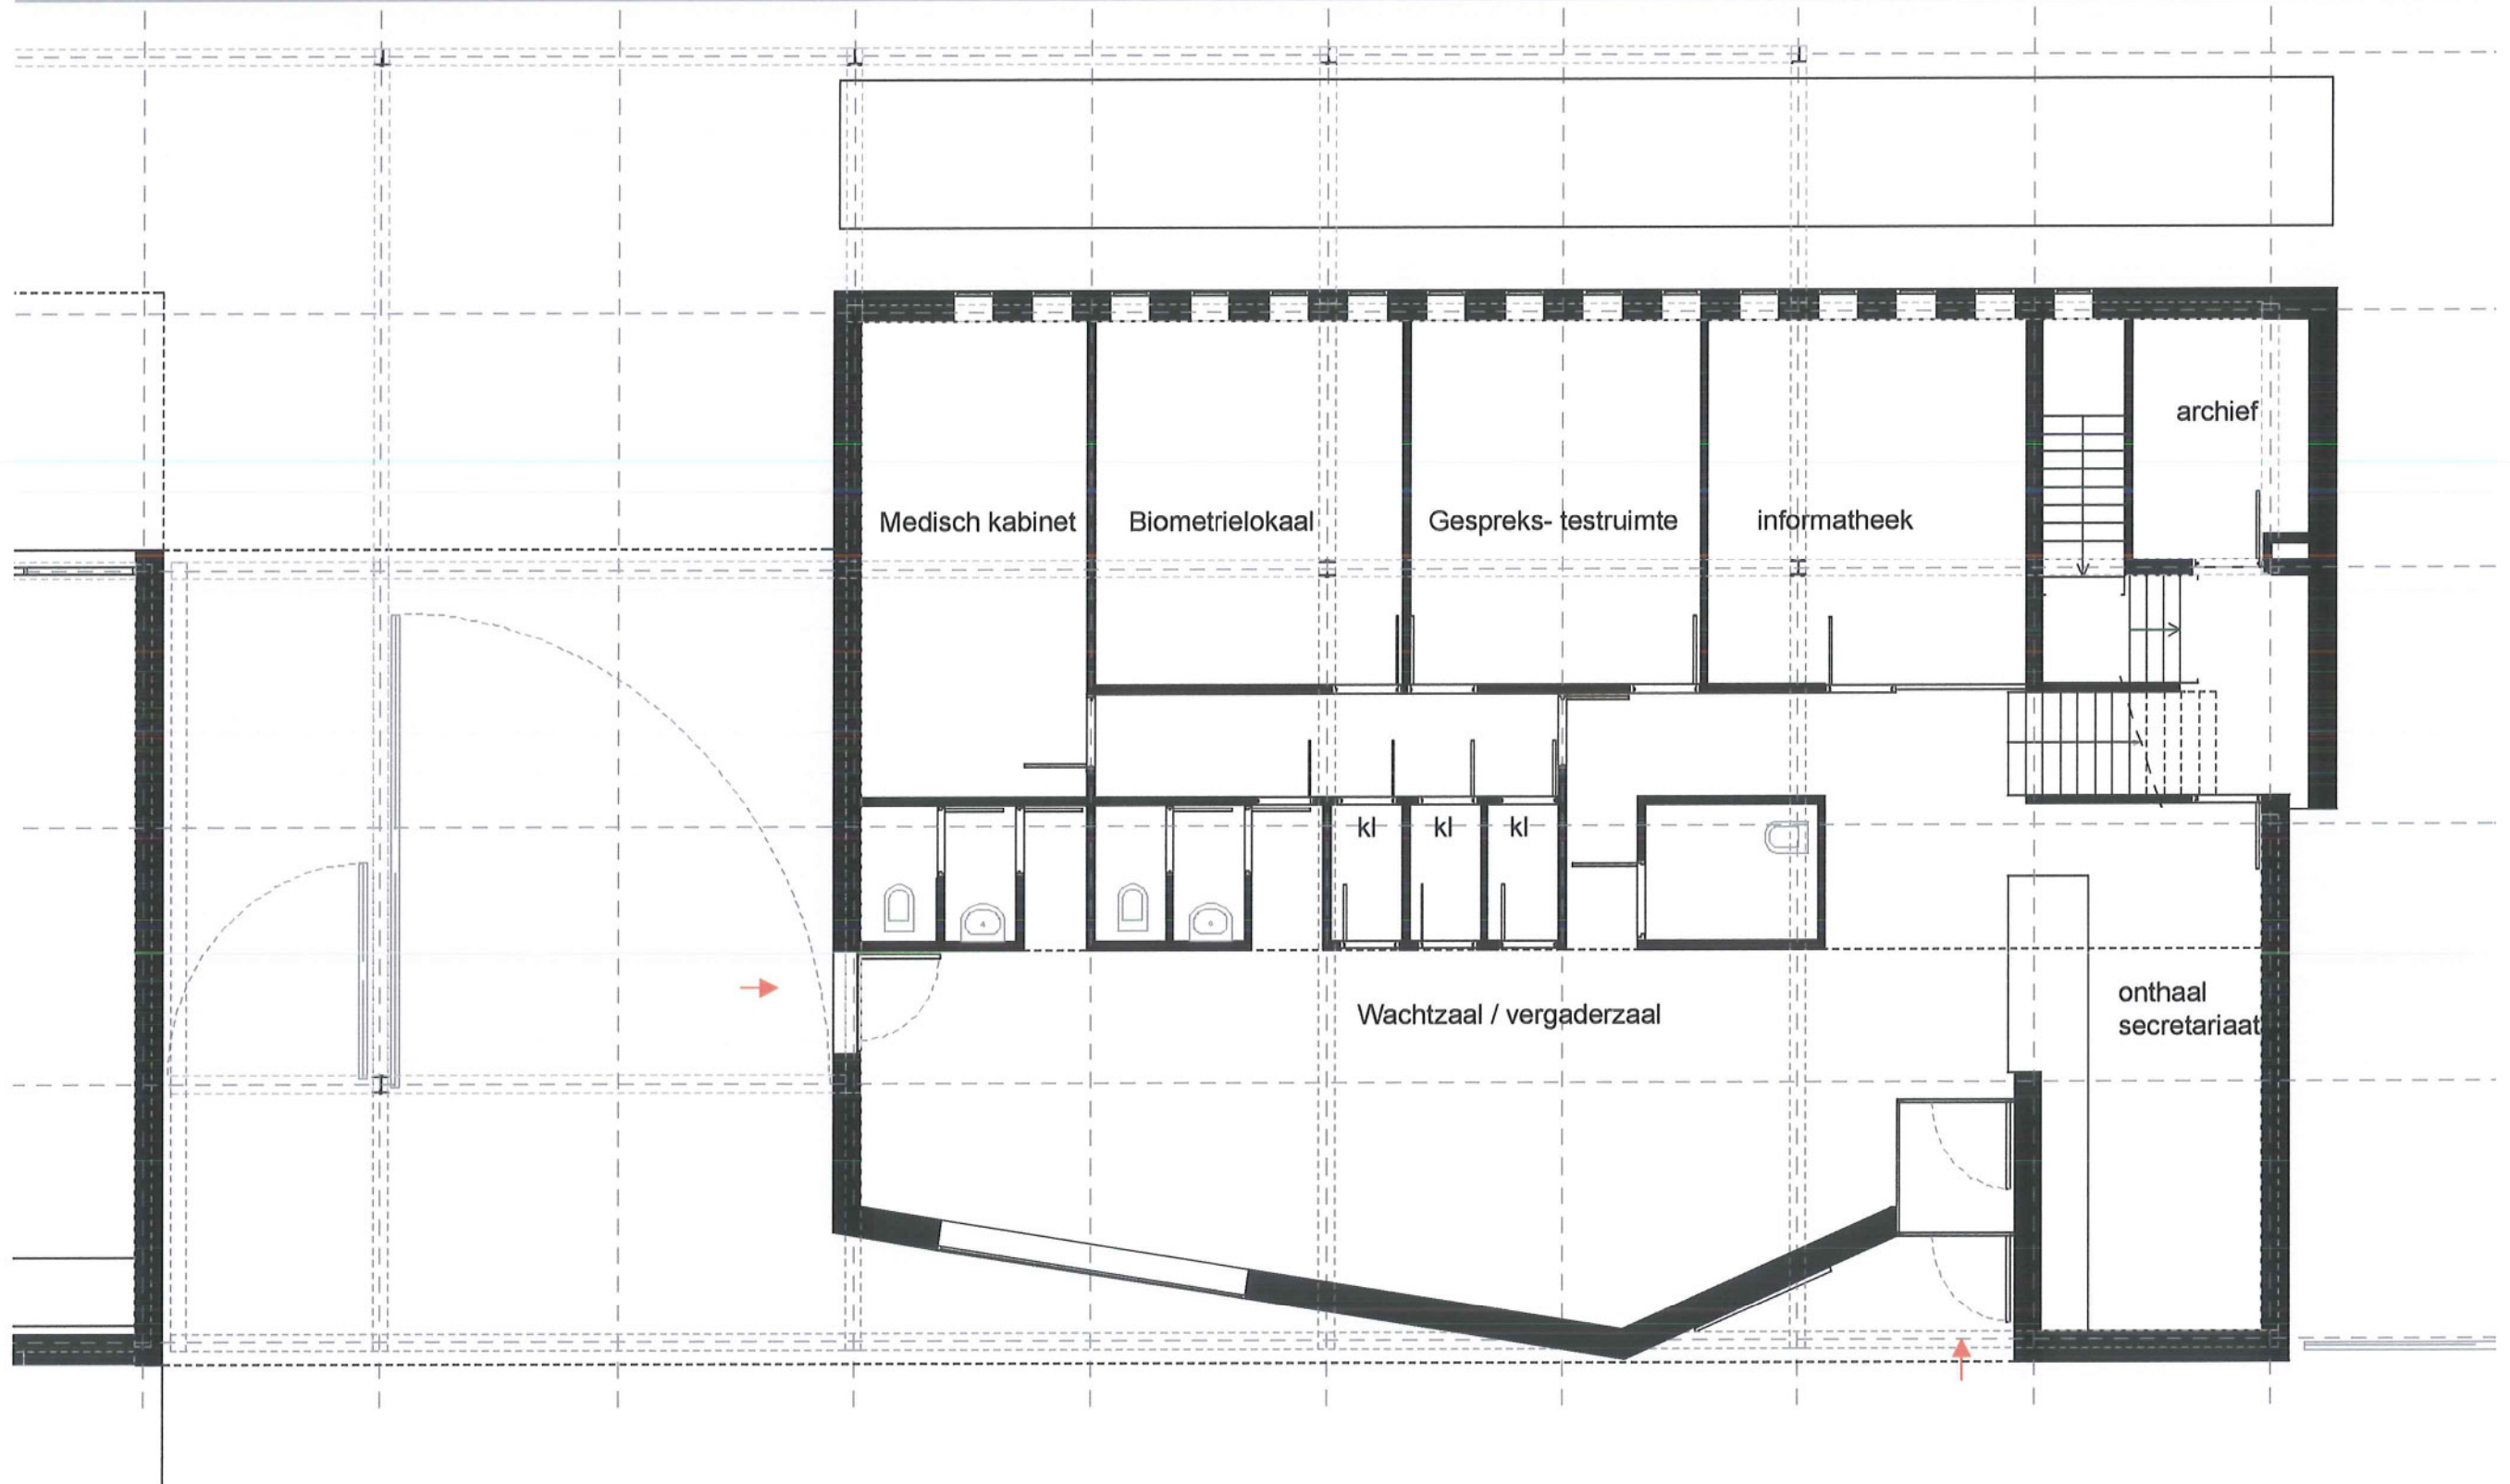 archief
Medisch kabinet
Biometrielokaal
Gespreks- testruimte
informatheek
kl
kl
kl
Wachtzaal / vergaderzaal
onthaal
secretariaat